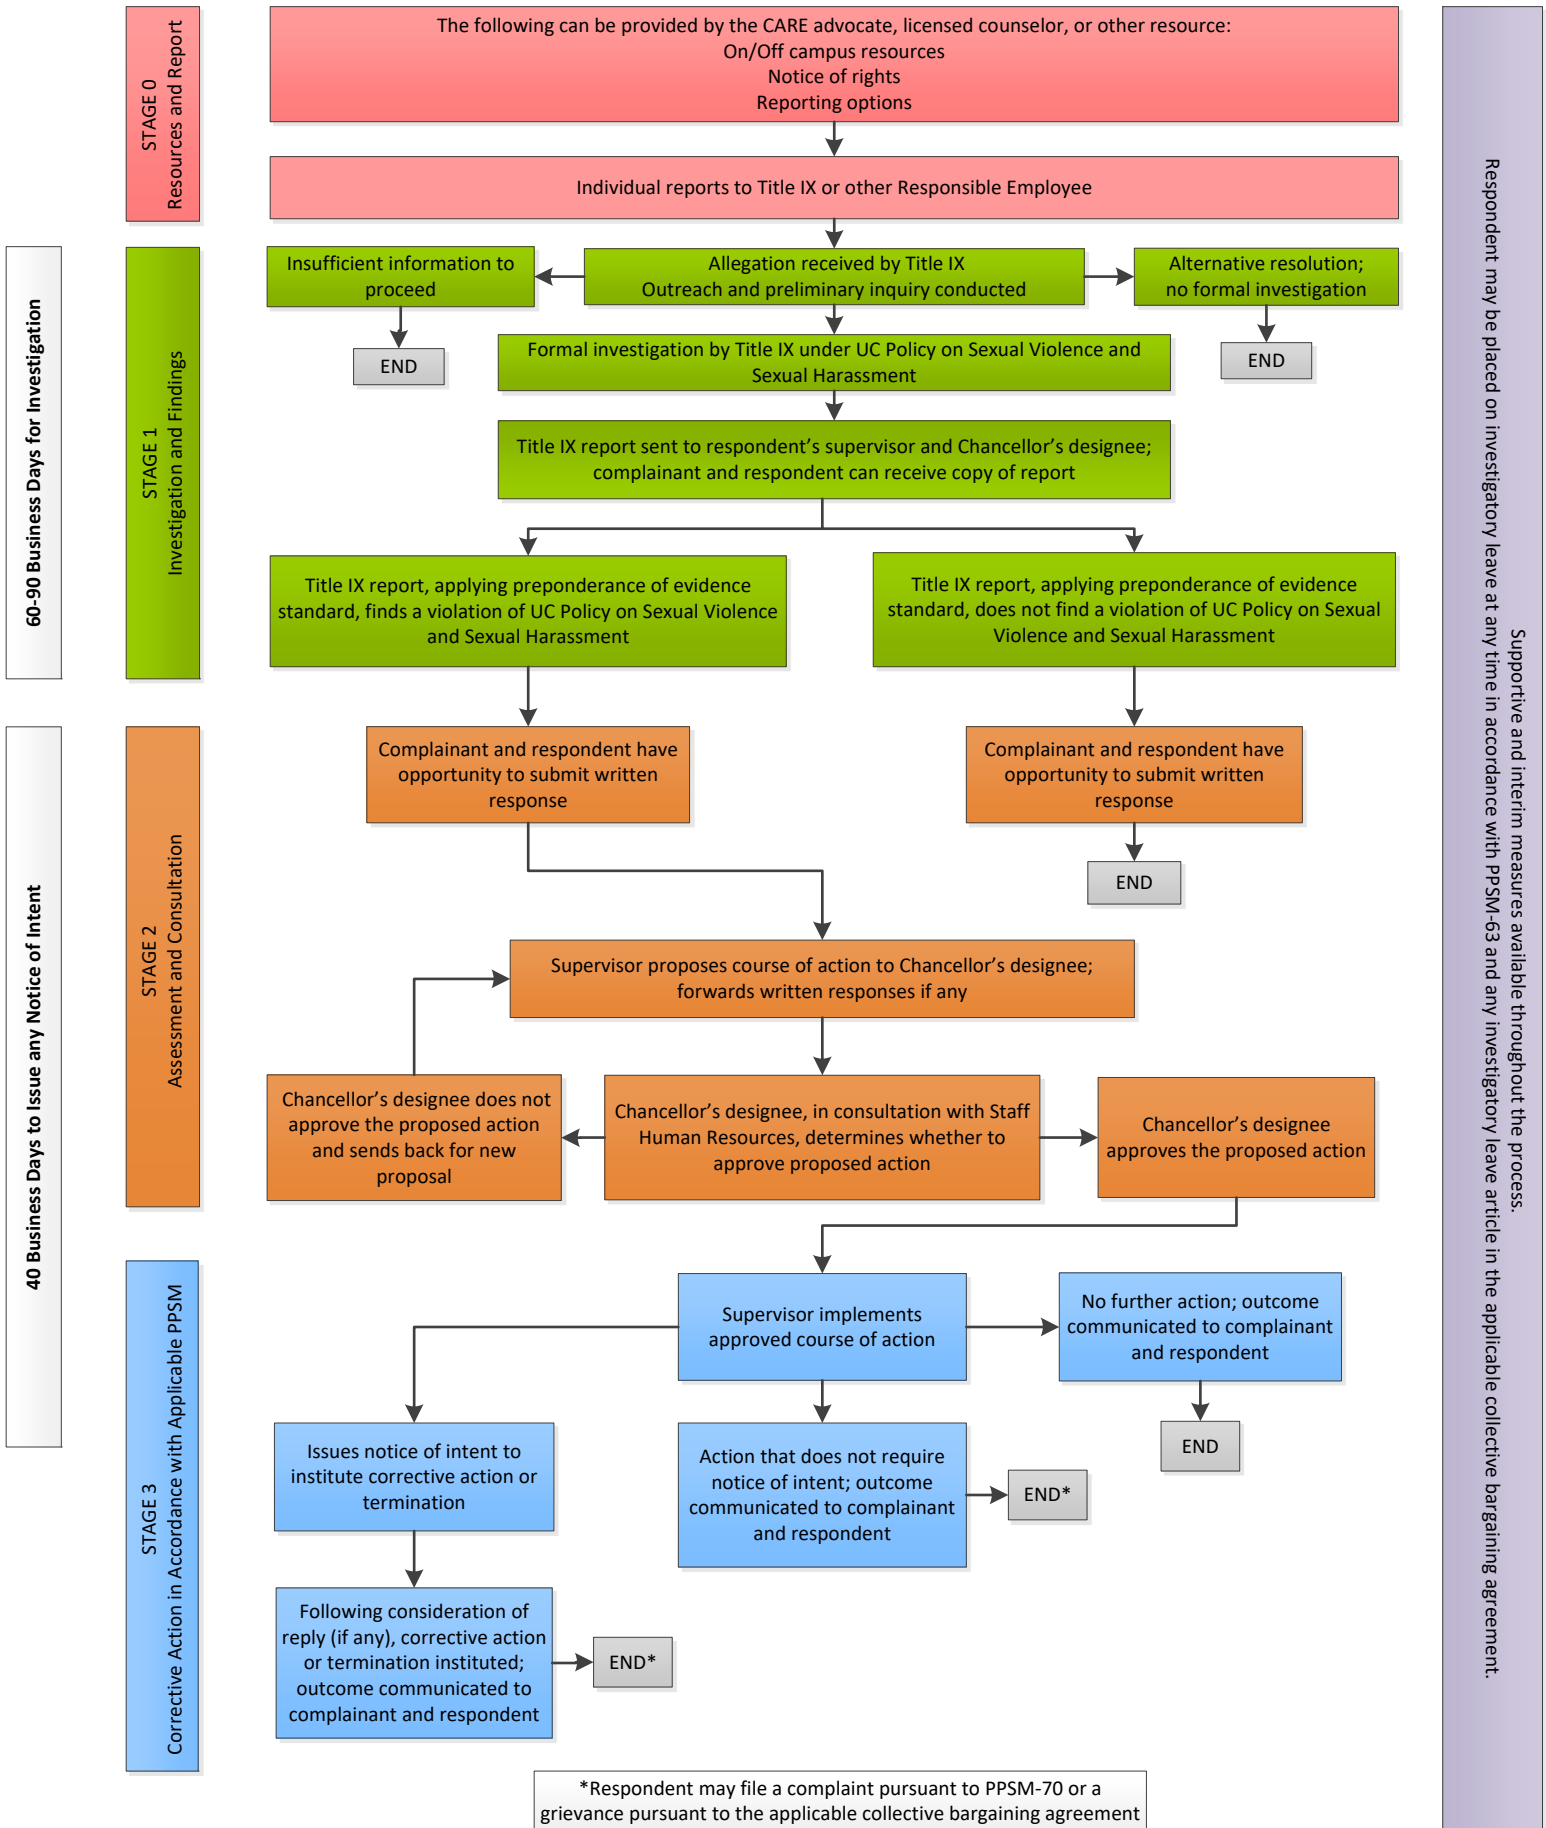 STAGE 0
Resources and Report
The following can be provided by the CARE advocate, licensed counselor, or other resource:
On/Off campus resources
Notice of rights
Reporting options
Individual reports to Title IX or other Responsible Employee
60-90 Business Days for Investigation
STAGE 1
Investigation and Findings
Insufficient information to
proceed
Allegation received by Title IX
Outreach and preliminary inquiry conducted
Alternative resolution;
no formal investigation
END
END
Formal investigation by Title IX under UC Policy on Sexual Violence and
Sexual Harassment
Title IX report sent to respondent’s supervisor and Chancellor’s designee;
complainant and respondent can receive copy of report
Title IX report, applying preponderance of evidence
standard, finds a violation of UC Policy on Sexual Violence
and Sexual Harassment
Title IX report, applying preponderance of evidence
standard, does not find a violation of UC Policy on Sexual
Violence and Sexual Harassment
40 Business Days to Issue any Notice of Intent
STAGE 2
Assessment and Consultation
Complainant and respondent have
opportunity to submit written
response
Complainant and respondent have
opportunity to submit written
response
END
Supervisor proposes course of action to Chancellor’s designee;
forwards written responses if any
Chancellor’s designee does not
approve the proposed action
and sends back for new
proposal
Chancellor’s designee, in consultation with Staff
Human Resources, determines whether to
approve proposed action
Chancellor’s designee
approves the proposed action
STAGE 3
Corrective Action in Accordance with Applicable PPSM
Supervisor implements
approved course of action
No further action; outcome
communicated to complainant
and respondent
END
Issues notice of intent to
institute corrective action or
termination
Action that does not require
notice of intent; outcome
communicated to complainant
and respondent
END*
Following consideration of
reply (if any), corrective action
or termination instituted;
outcome communicated to
complainant and respondent
END*
*Respondent may file a complaint pursuant to PPSM-70 or a
grievance pursuant to the applicable collective bargaining agreement
Supportive and interim measures available throughout the process.
Respondent may be placed on investigatory leave at any time in accordance with PPSM-63 and any investigatory leave article in the applicable collective bargaining agreement.